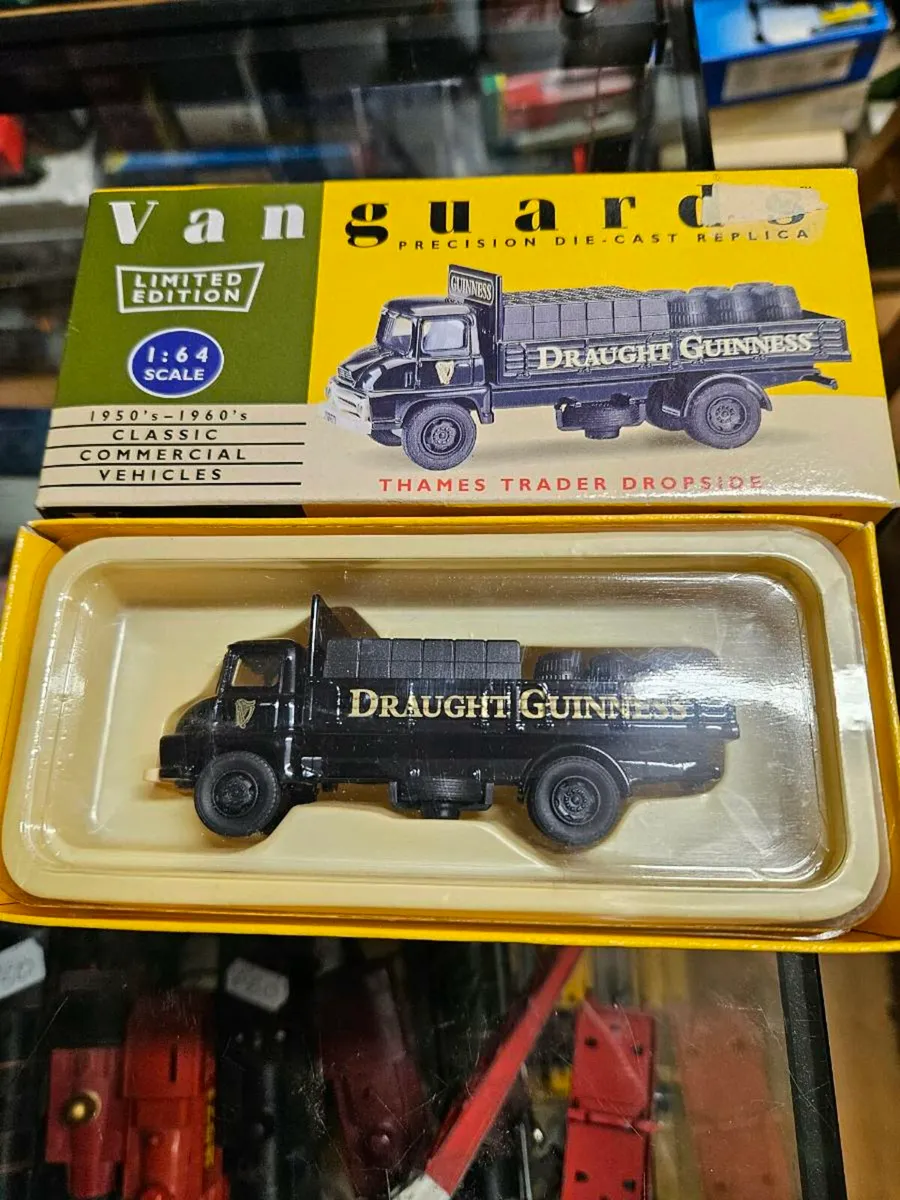 Vanguards
PRECISION DIE-CAST REPLICA
LIMITED
EDITION
1:64
SCALE
1950's–1960's
CLASSIC
COMMERCIAL
VEHICLES
GUINNESS
DRAUGHT GUINNESS
THAMES TRADER DROPSIDE
DRAUGHT GUINNESS